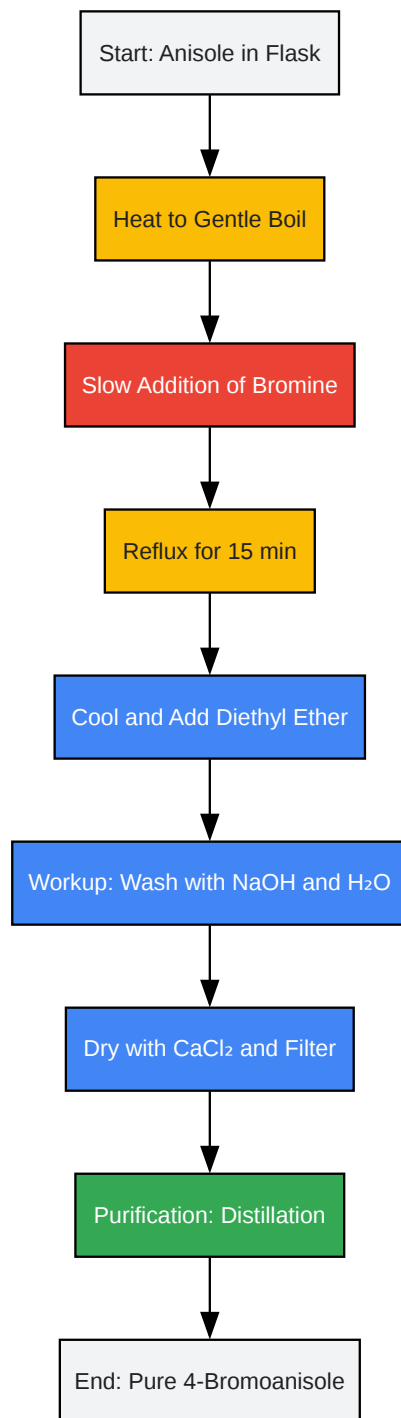 Start: Anisole in Flask
Heat to Gentle Boil
Slow Addition of Bromine
Reflux for 15 min
Cool and Add Diethyl Ether
Workup: Wash with NaOH and H₂O
Dry with CaCl₂ and Filter
Purification: Distillation
End: Pure 4-Bromoanisole